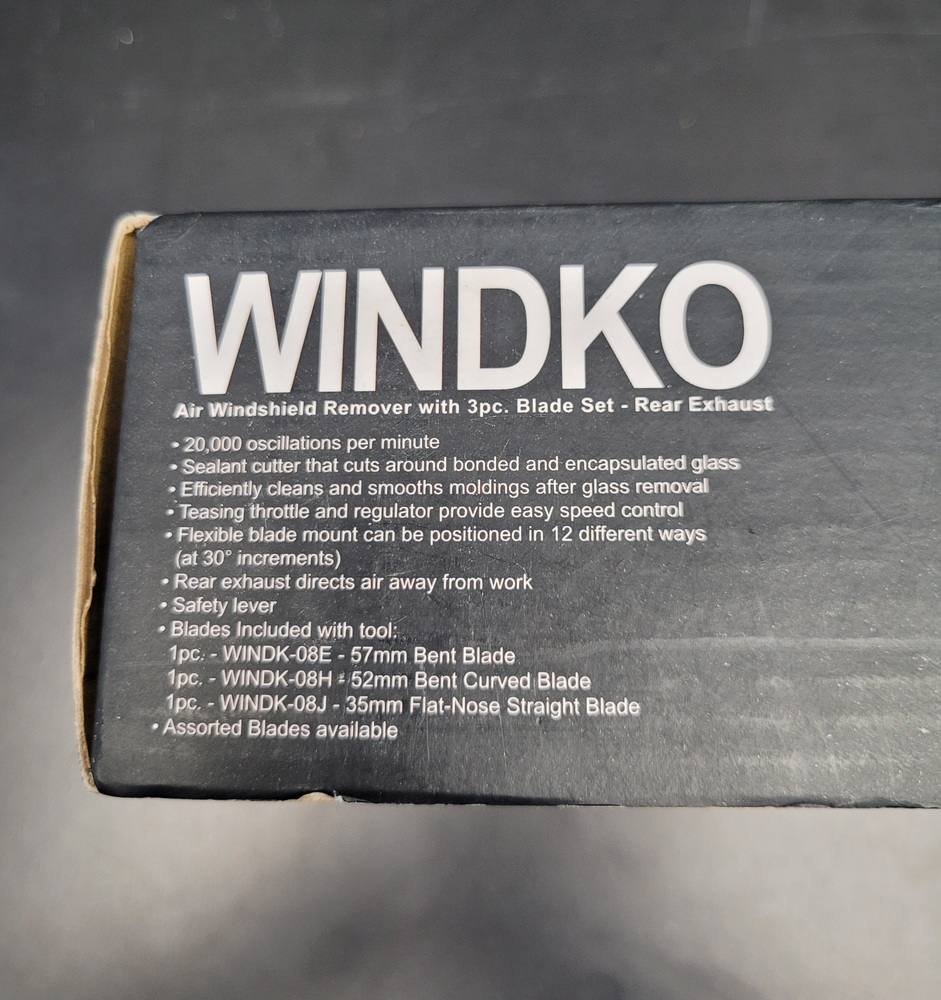 WINDKO
Air Windshield Remover with 3pc. Blade Set - Rear Exhaust
• 20,000 oscillations per minute
• Sealant cutter that cuts around bonded and encapsulated glass
• Efficiently cleans and smooths moldings after glass removal
• Teasing throttle and regulator provide easy speed control
• Flexible blade mount can be positioned in 12 different ways
(at 30° increments)
• Rear exhaust directs air away from work
• Safety lever
• Blades Included with tool:
1pc. - WINDK-08E - 57mm Bent Blade
1pc. - WINDK-08H - 52mm Bent Curved Blade
1pc. - WINDK-08J - 35mm Flat-Nose Straight Blade
• Assorted Blades available